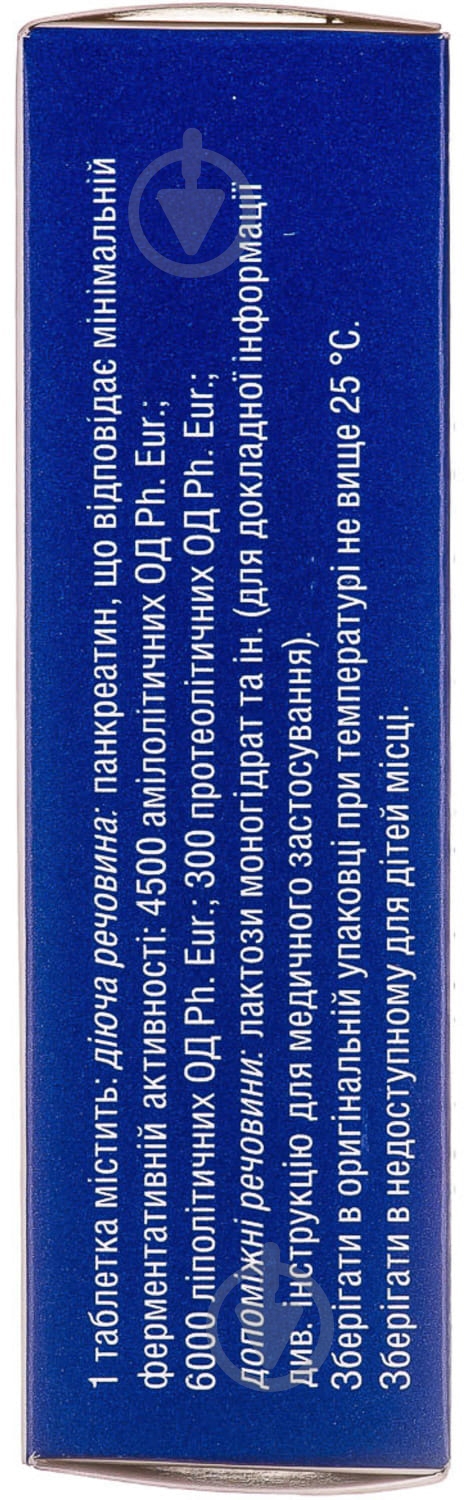 1 таблетка містить: діюча речовина: панкреатин, що відповідає мінімальній
ферментативній активності: 4500 амілолітичних ОД Ph. Eur.;
6000 ліполітичних ОД Ph. Eur.; 300 протеолітичних ОД Ph. Eur.;
допоміжні речовини: лактози моногідрат та ін. (для докладної інформації
див. інструкцію для медичного застосування).
Зберігати в оригінальній упаковці при температурі не вище 25 °C.
Зберігати в недоступному для дітей місці.